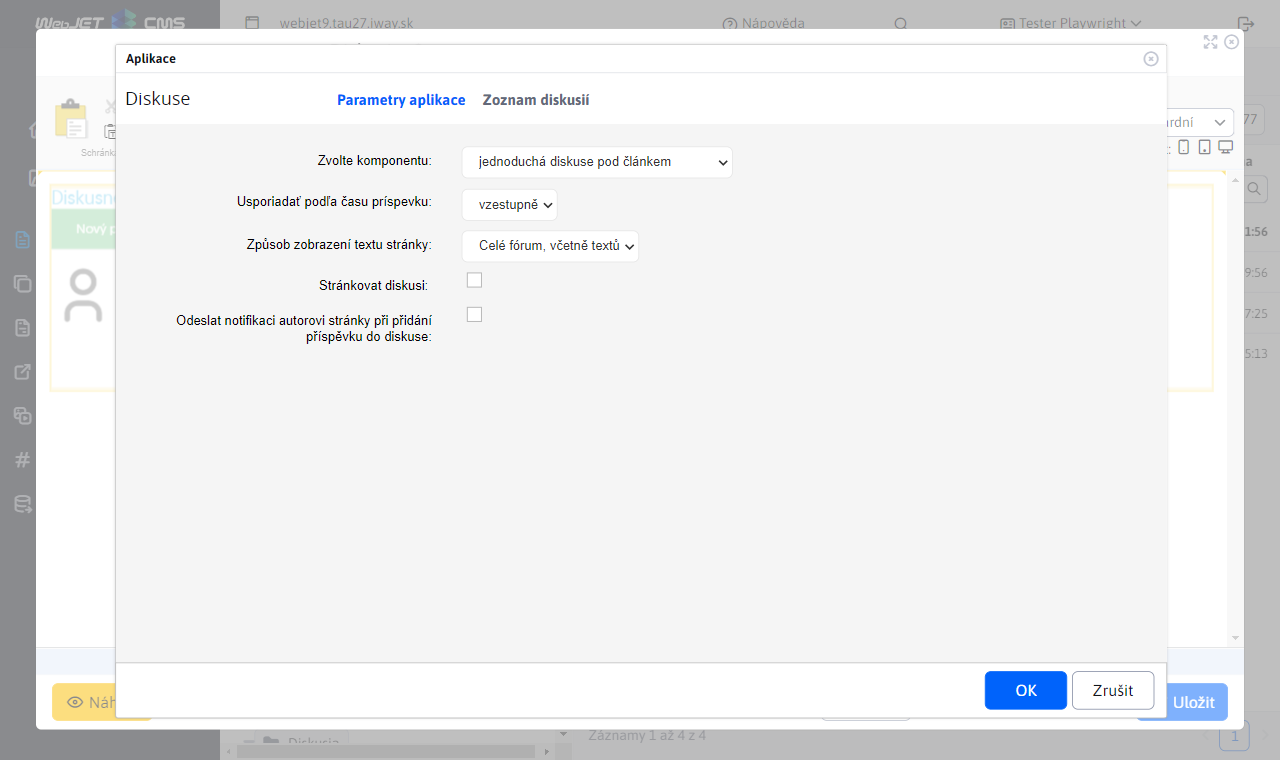 WebJET CMS
webjet9.tau27.iway.sk
Nápověda
Tester Playwright
Aplikace
Diskuse
Parametry aplikace
Zoznam diskusií
Schránka
rdní
77
Diskusn
Nový p
Zvolte komponentu:
jednoduchá diskuse pod článkem
Usporiadať podľa času príspevku:
vzestupně
Způsob zobrazení textu stránky:
Celé fórum, včetně textů
Stránkovat diskusi:
Odeslat notifikaci autorovi stránky při přidání
příspěvku do diskuse:
1:56
9:56
7:25
5:13
OK
Zrušit
Náh
Uložit
Diskusia
Záznamy 1 až 4 z 4
1